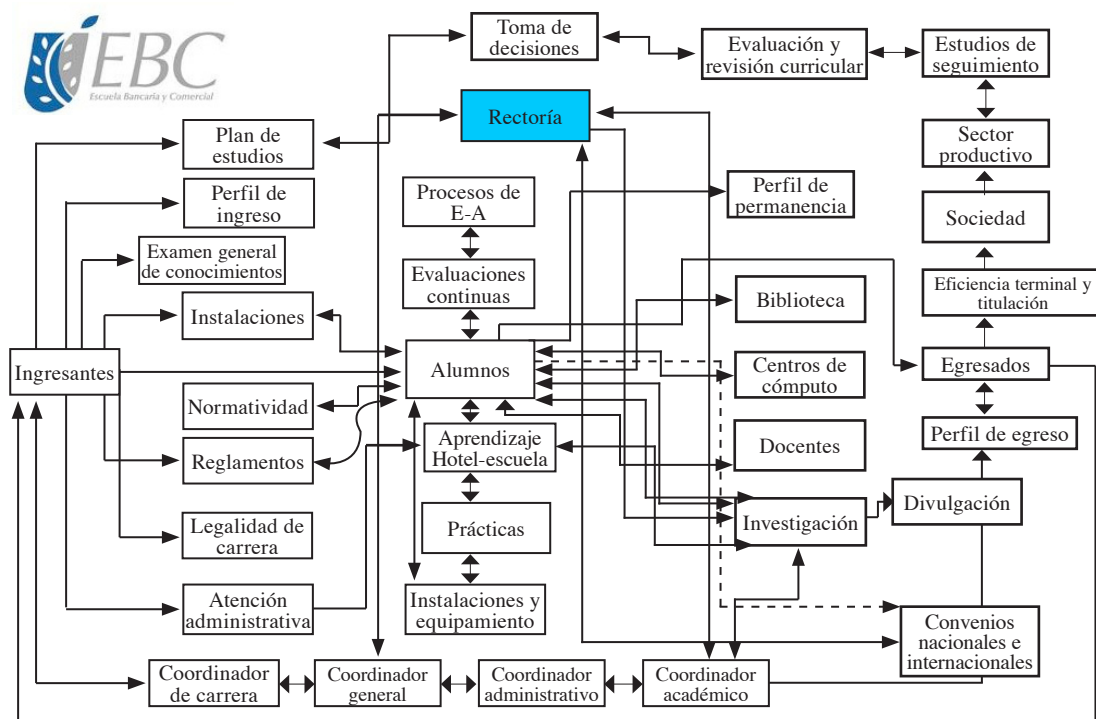 EBC
Escuela Bancaria y Comercial
Toma de
decisiones
Evaluación y
revisión curricular
Estudios de
seguimiento
Rectoría
Plan de
estudios
Sector
productivo
Perfil de
ingreso
Procesos de
E-A
Perfil de
permanencia
Sociedad
Examen general
de conocimientos
Evaluaciones
continuas
Biblioteca
Eficiencia terminal y
titulación
Instalaciones
Ingresantes
Alumnos
Centros de
cómputo
Egresados
Normatividad
Aprendizaje
Hotel-escuela
Docentes
Perfil de egreso
Reglamentos
Divulgación
Legalidad de
carrera
Prácticas
Investigación
Atención
administrativa
Instalaciones y
equipamiento
Convenios
nacionales e
internacionales
Coordinador
de carrera
Coordinador
general
Coordinador
administrativo
Coordinador
académico